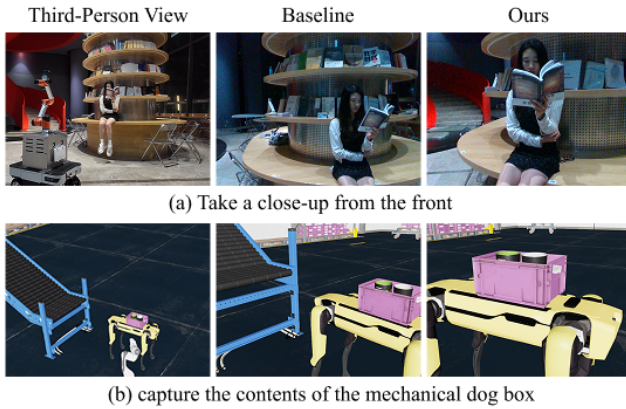 Third-Person View
Baseline
Ours
(a) Take a close-up from the front
(b) capture the contents of the mechanical dog box